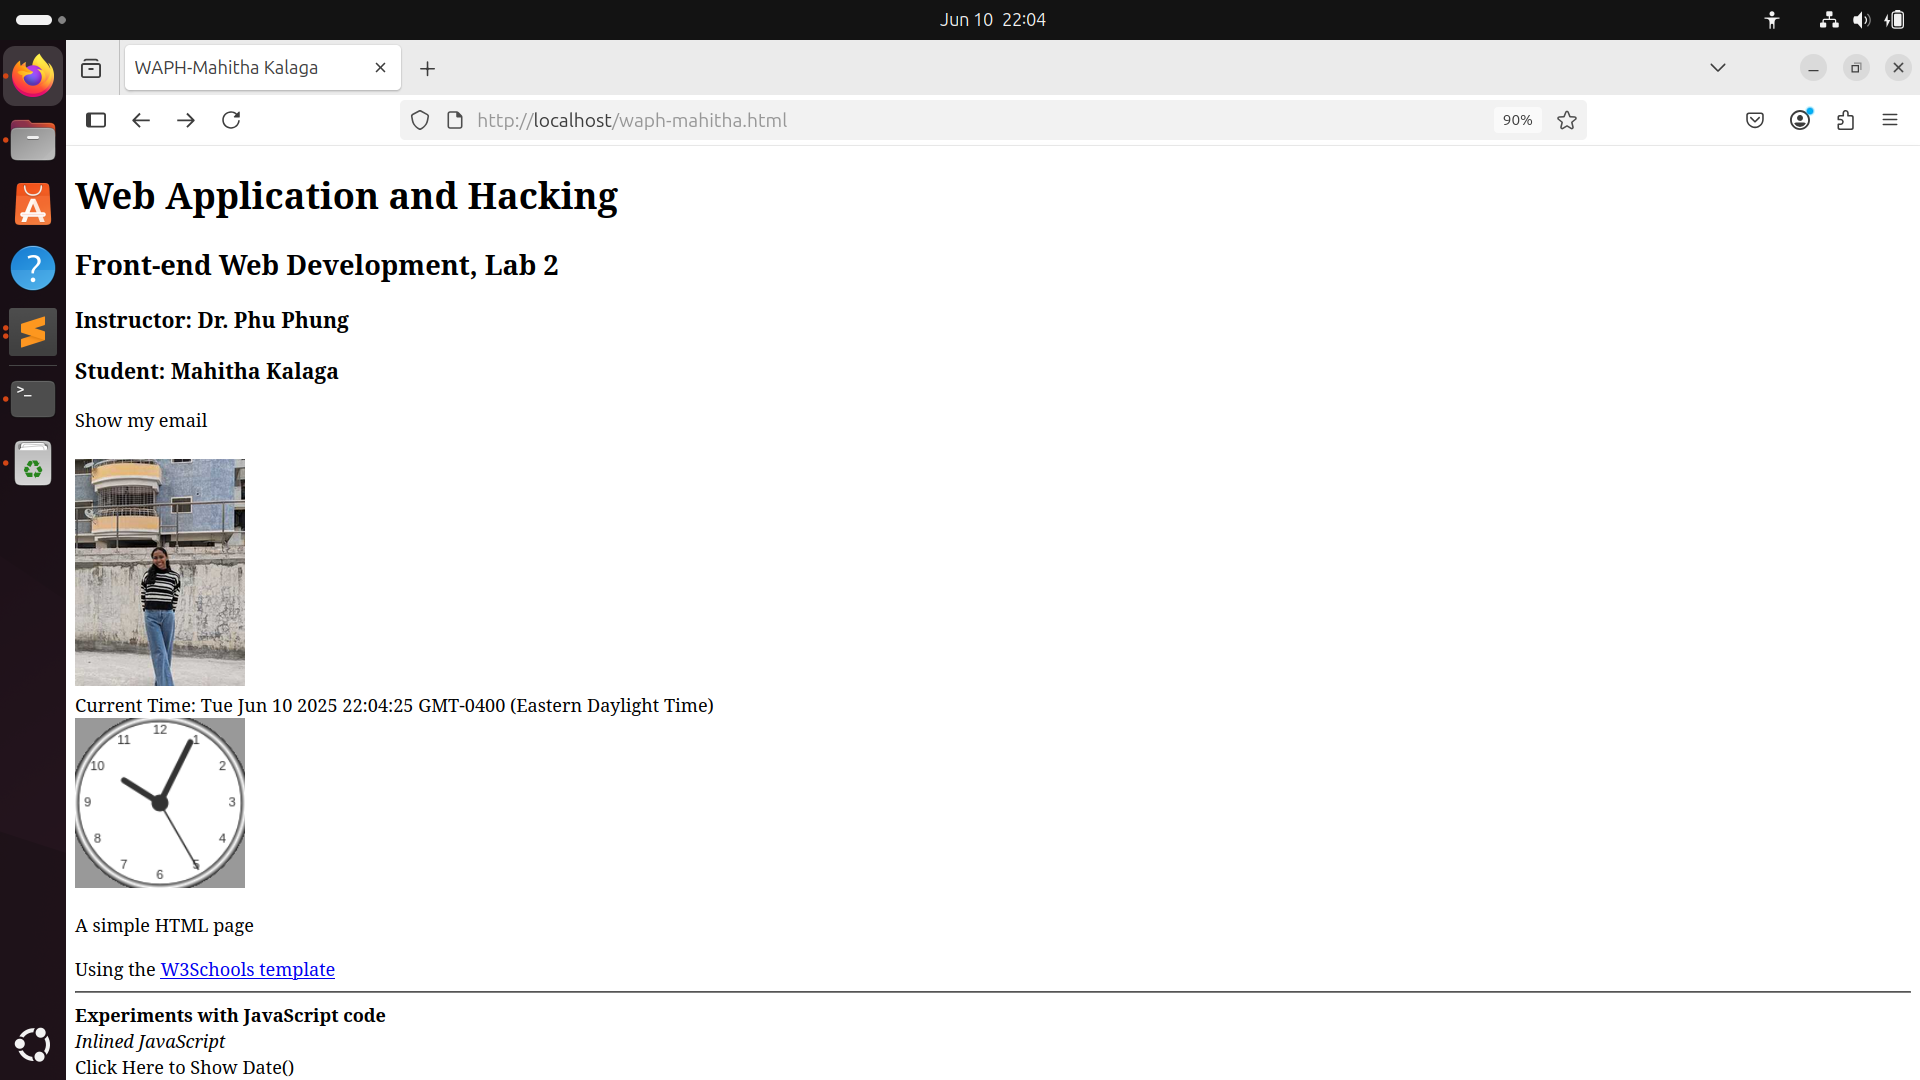 Jun 10 22:04
WAPH-Mahitha Kalaga
http://localhost/waph-mahitha.html
90%
Web Application and Hacking
Front-end Web Development, Lab 2
Instructor: Dr. Phu Phung
Student: Mahitha Kalaga
Show my email
Current Time: Tue Jun 10 2025 22:04:25 GMT-0400 (Eastern Daylight Time)
12
11 1
10 2
9 3
8 4
7 5
6
A simple HTML page
Using the W3Schools template
Experiments with JavaScript code
Inlined JavaScript
Click Here to Show Date()